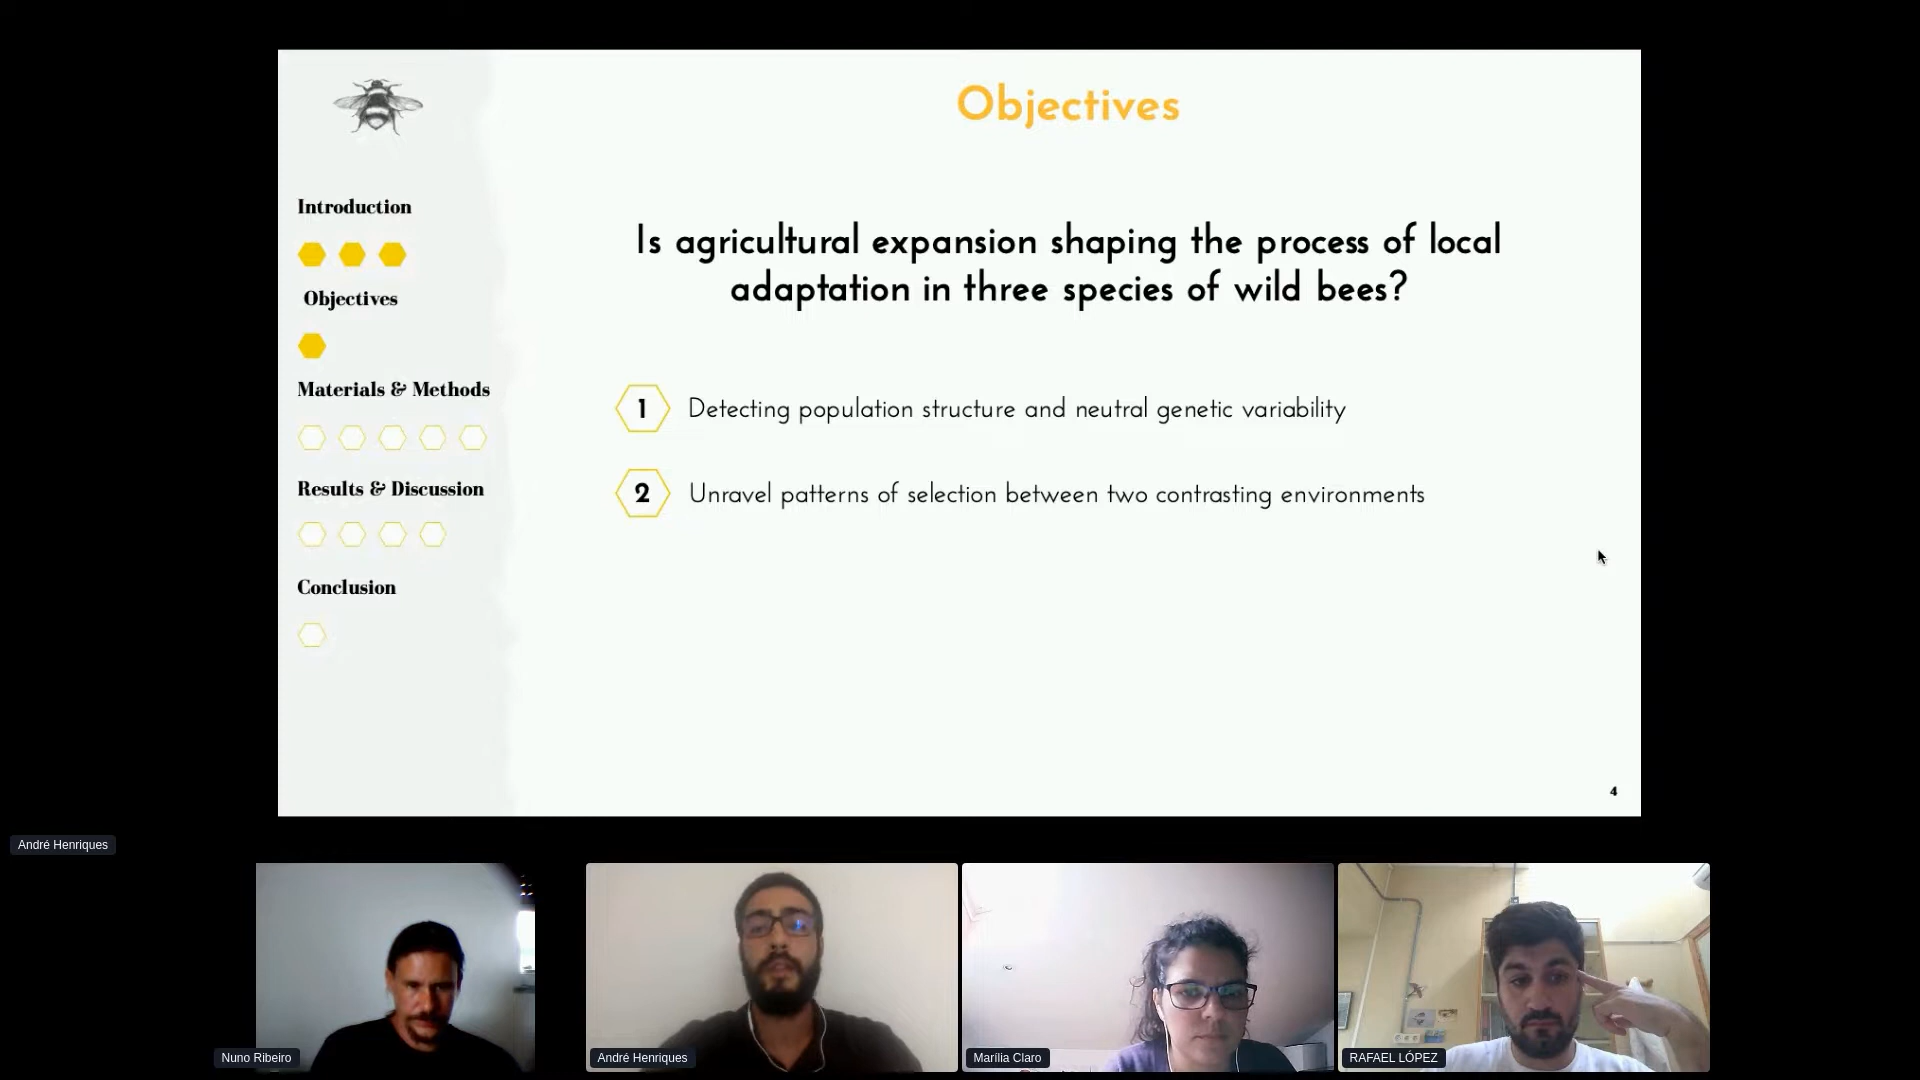 Objectives
Introduction
Objectives
Materials & Methods
Results & Discussion
Conclusion
Is agricultural expansion shaping the process of local
adaptation in three species of wild bees?
1 Detecting population structure and neutral genetic variability
2 Unravel patterns of selection between two contrasting environments
4
André Henriques
Nuno Ribeiro
André Henriques
Marília Claro
RAFAEL LÓPEZ